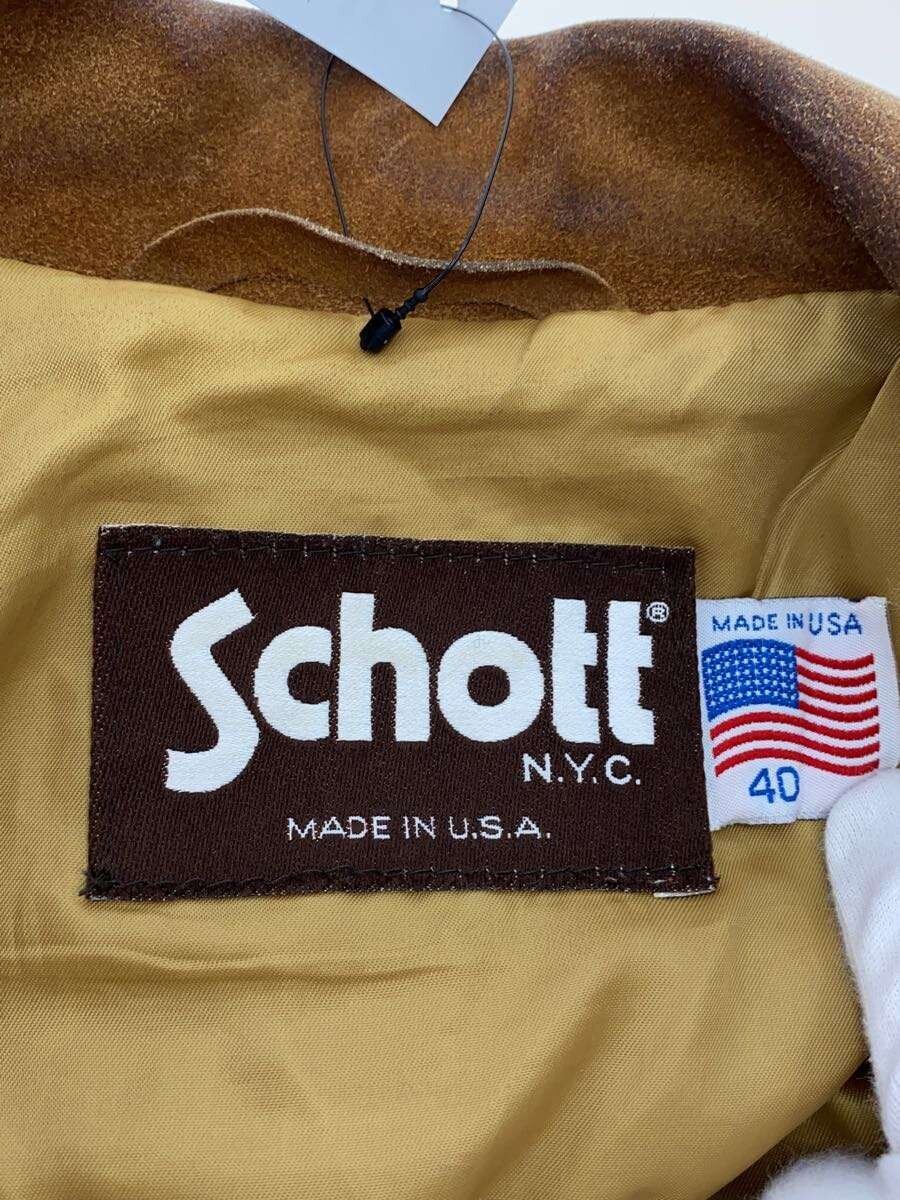 Schott®
N.Y.C.
MADE IN U.S.A.
MADE IN USA
40